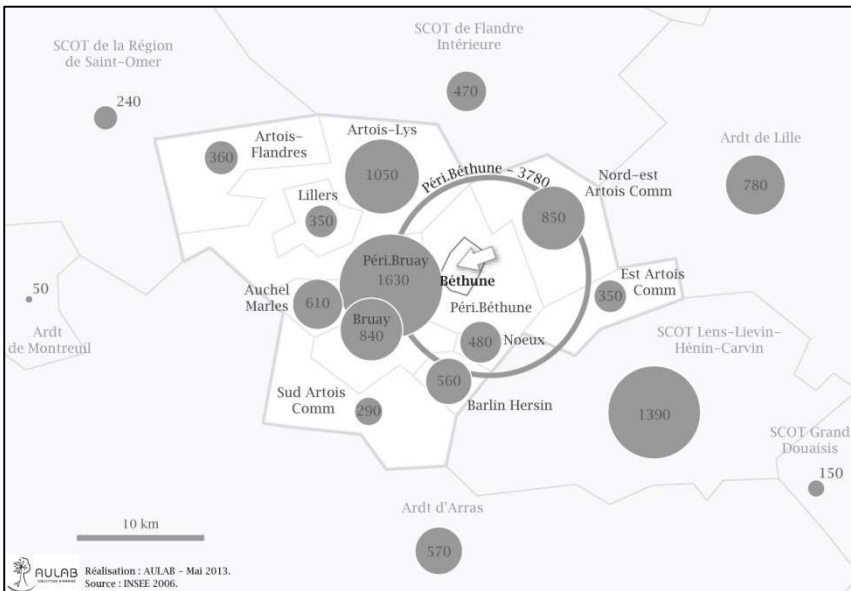 SCOT de Flandre
Intérieure
SCOT de la Région
de Saint-Omer
240
470
Ardt de Lille
780
Artois-
Flandres
360
Artois-Lys
1050
Péri.Béthune - 3780
Nord-est
Artois Comm
850
Lillers
350
Péri.Bruay
1630
Béthune
Est Artois
Comm
350
50
Ardt
de Montreuil
Auchel
Marles
610
Bruay
840
Péri.Béthune
480
Noeux
SCOT Lens-Lievin-
Hénin-Carvin
1390
560
Barlin Hersin
Sud Artois
Comm
290
SCOT Grand
Douaisis
150
Ardt d'Arras
570
10 km
AULAB
Réalisation : AULAB - Mai 2013.
Source : INSEE 2006.